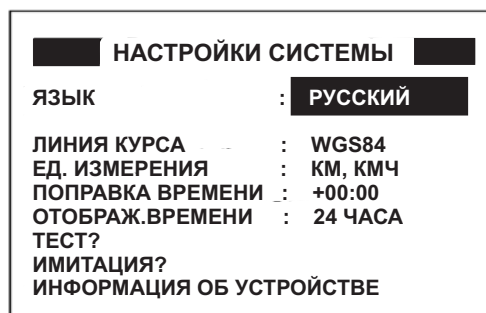 НАСТРОЙКИ СИСТЕМЫ
ЯЗЫК : РУССКИЙ
ЛИНИЯ КУРСА : WGS84
ЕД. ИЗМЕРЕНИЯ : КМ, КМЧ
ПОПРАВКА ВРЕМЕНИ : +00:00
ОТОБРАЖ.ВРЕМЕНИ : 24 ЧАСА
ТЕСТ?
ИМИТАЦИЯ?
ИНФОРМАЦИЯ ОБ УСТРОЙСТВЕ